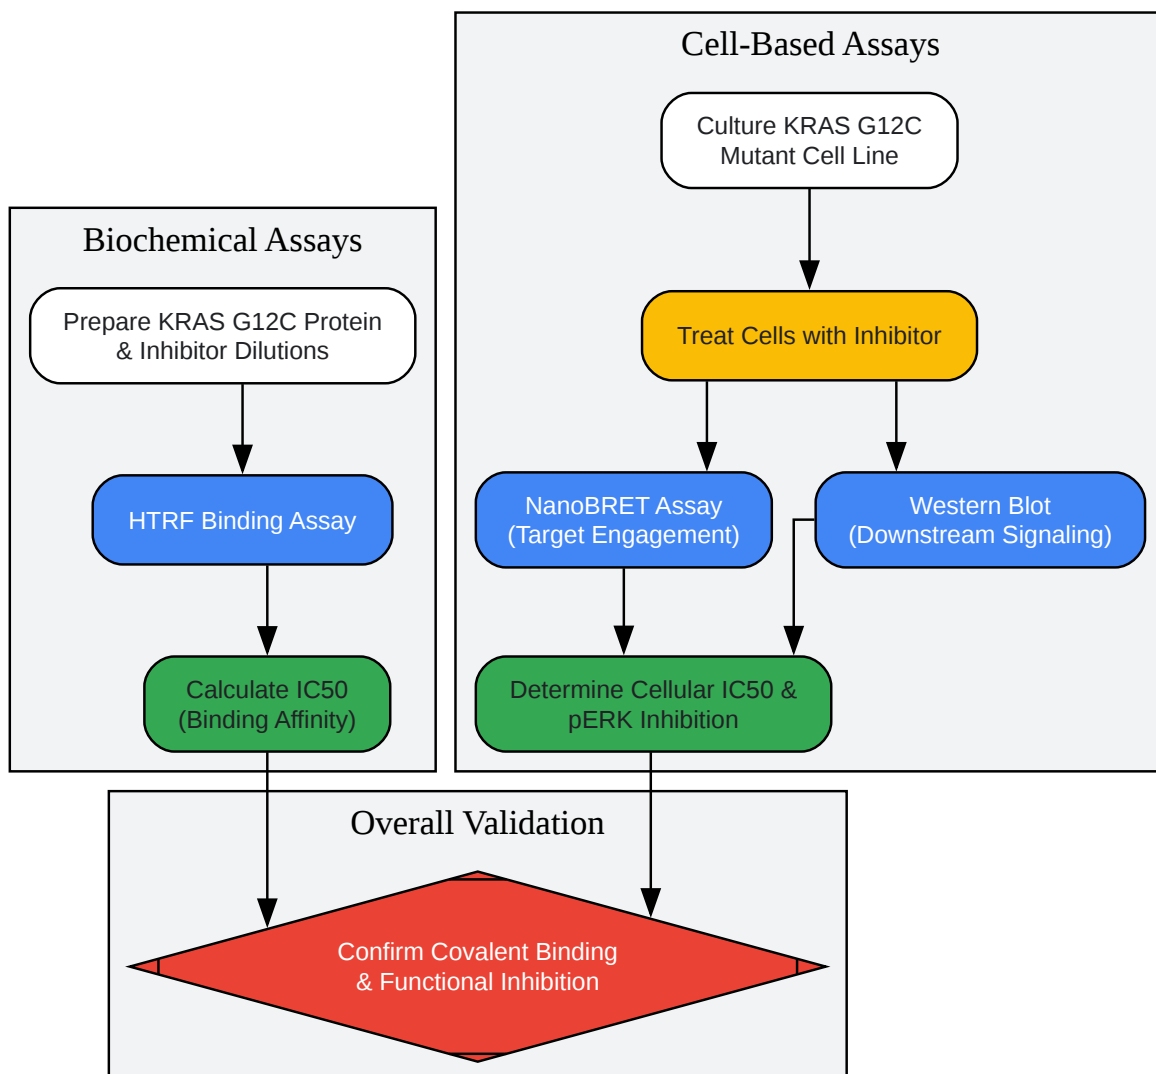 Cell-Based Assays
Culture KRAS G12C
Mutant Cell Line
Treat Cells with Inhibitor
NanoBRET Assay
(Target Engagement)
Western Blot
(Downstream Signaling)
Determine Cellular IC50 &
pERK Inhibition
Biochemical Assays
Prepare KRAS G12C Protein
& Inhibitor Dilutions
HTRF Binding Assay
Calculate IC50
(Binding Affinity)
Overall Validation
Confirm Covalent Binding
& Functional Inhibition